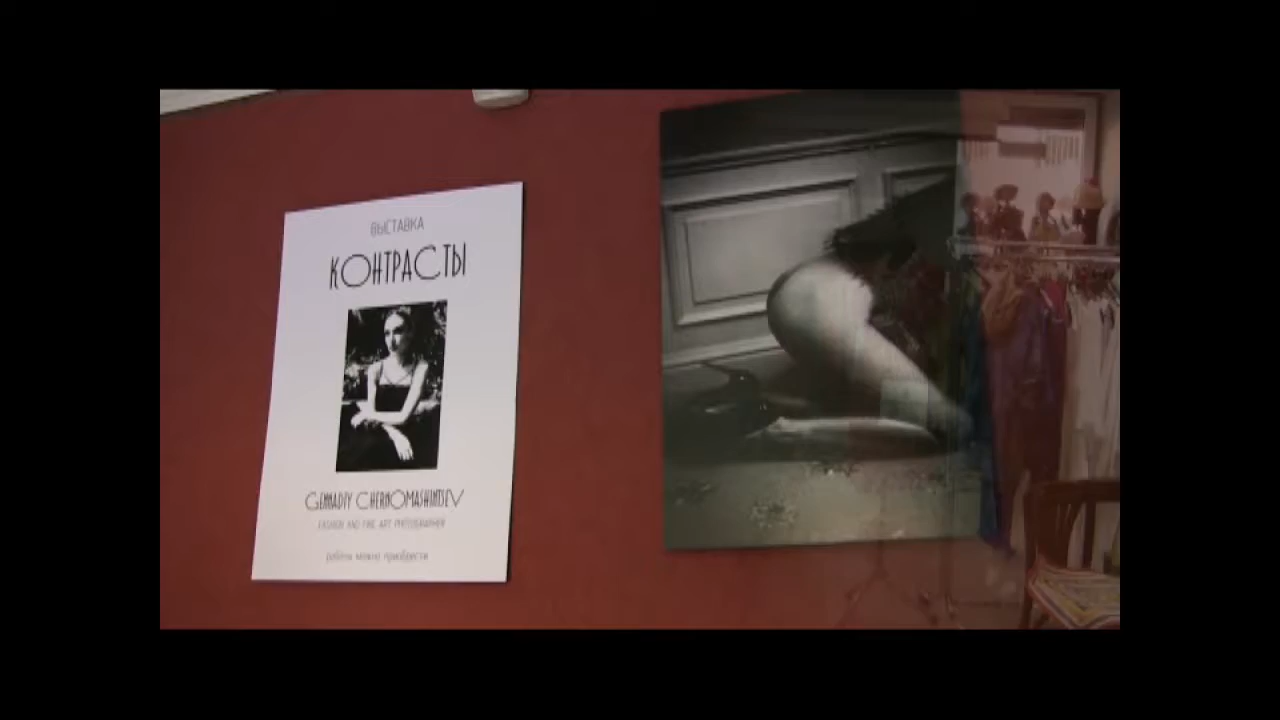 ВЫСТАВКА
КОНТРАСТЫ
GENNADIY CHERNOMASHINTSEV
FASHION AND FINE ART PHOTOGRAPHER
работы можно приобрести